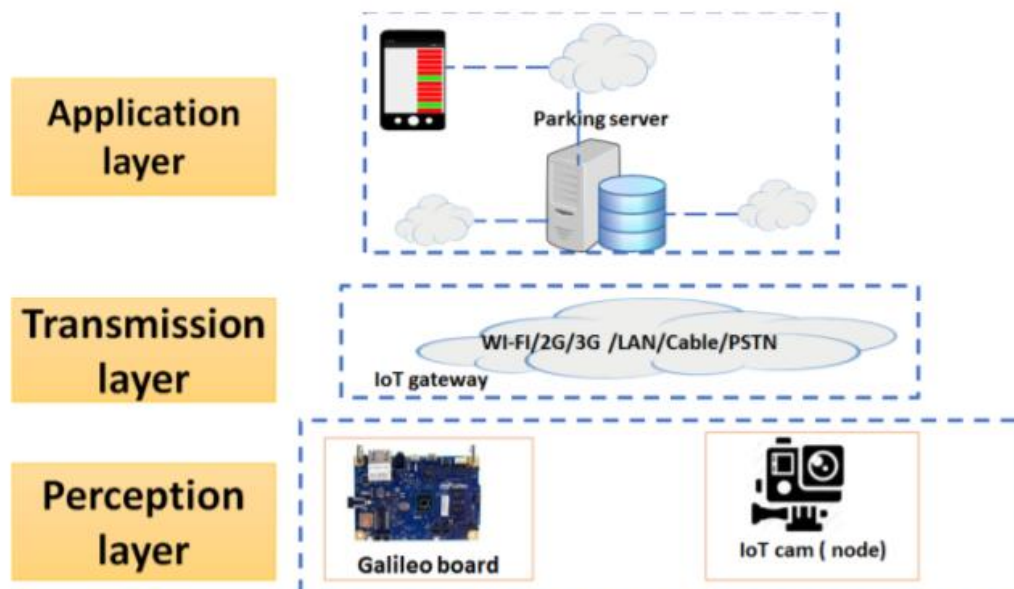 Application
layer
Parking server
Transmission
layer
WI-FI/2G/3G /LAN/Cable/PSTN
IoT gateway
Perception
layer
Galileo board
IoT cam ( node)